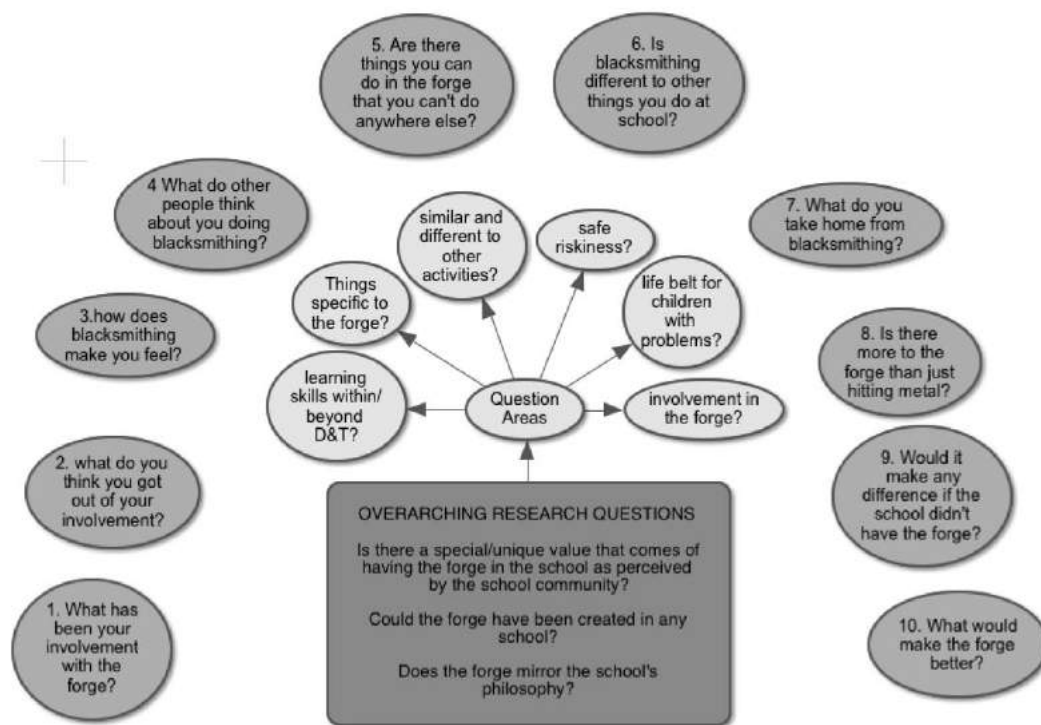 5. Are there
things you can
do in the forge
that you can't do
anywhere else?
6. Is
blacksmithing
different to other
things you do at
school?
4 What do other
people think
about you doing
blacksmithing?
similar and
different to
other
activities?
safe
riskiness?
7. What do you
take home from
blacksmithing?
Things
specific to
the forge?
life belt for
children
with
problems?
3.how does
blacksmithing
make you feel?
8. Is there
more to the
forge than just
hitting metal?
learning
skills within/
beyond
D&T?
Question
Areas
involvement in
the forge?
2. what do you
think you got
out of your
involvement?
9. Would it
make any
difference if the
school didn't
have the forge?
OVERARCHING RESEARCH QUESTIONS
Is there a special/unique value that comes of
having the forge in the school as perceived
by the school community?
Could the forge have been created in any
school?
Does the forge mirror the school's
philosophy?
1. What has
been your
involvement
with the
forge?
10. What would
make the forge
better?